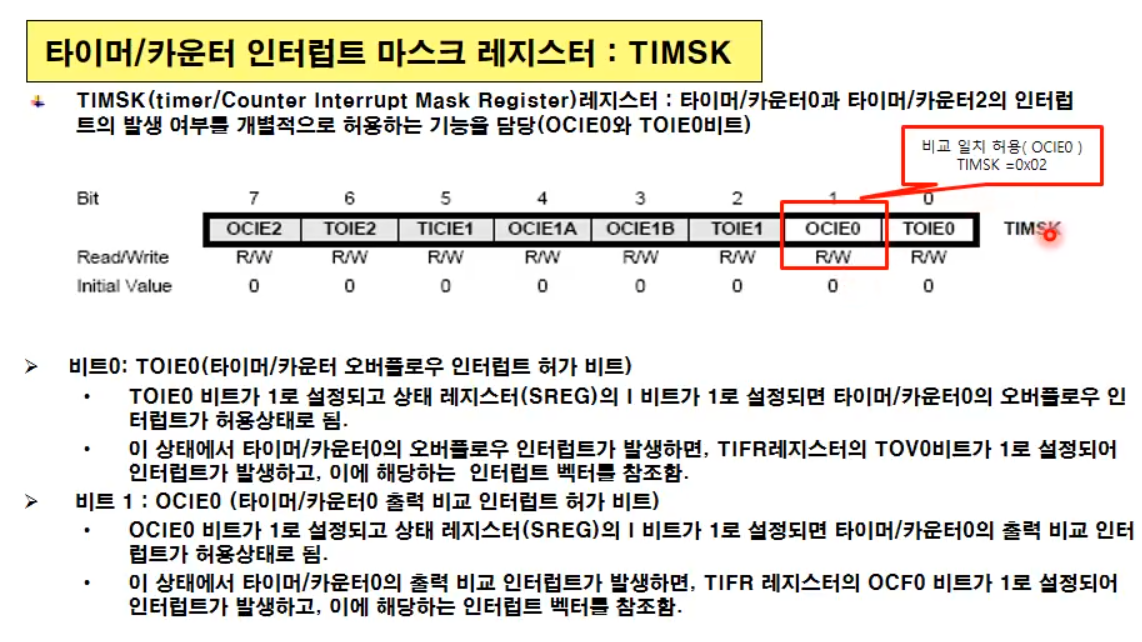 타이머/카운터 인터럽트 마스크 레지스터 : TIMSK
TIMSK(timer/Counter Interrupt Mask Register)레지스터 : 타이머/카운터0과 타이머/카운터2의 인터럽
트의 발생 여부를 개별적으로 허용하는 기능을 담당(OCIE0와 TOIE0비트)
비교 일치 허용( OCIE0 )
TIMSK =0x02
Bit 7 6 5 4 3 2 1 0
OCIE2 TOIE2 TICIE1 OCIE1A OCIE1B TOIE1 OCIE0 TOIE0 TIMSK
Read/Write R/W R/W R/W R/W R/W R/W R/W R/W
Initial Value 0 0 0 0 0 0 0 0
비트0: TOIE0(타이머/카운터 오버플로우 인터럽트 허가 비트)
TOIE0 비트가 1로 설정되고 상태 레지스터(SREG)의 I 비트가 1로 설정되면 타이머/카운터0의 오버플로우 인
터럽트가 허용상태로 됨.
이 상태에서 타이머/카운터0의 오버플로우 인터럽트가 발생하면, TIFR레지스터의 TOV0비트가 1로 설정되어
인터럽트가 발생하고, 이에 해당하는 인터럽트 벡터를 참조함.
비트 1 : OCIE0 (타이머/카운터0 출력 비교 인터럽트 허가 비트)
OCIE0 비트가 1로 설정되고 상태 레지스터(SREG)의 I 비트가 1로 설정되면 타이머/카운터0의 출력 비교 인터
럽트가 허용상태로 됨.
이 상태에서 타이머/카운터0의 출력 비교 인터럽트가 발생하면, TIFR 레지스터의 OCF0 비트가 1로 설정되어
인터럽트가 발생하고, 이에 해당하는 인터럽트 벡터를 참조함.